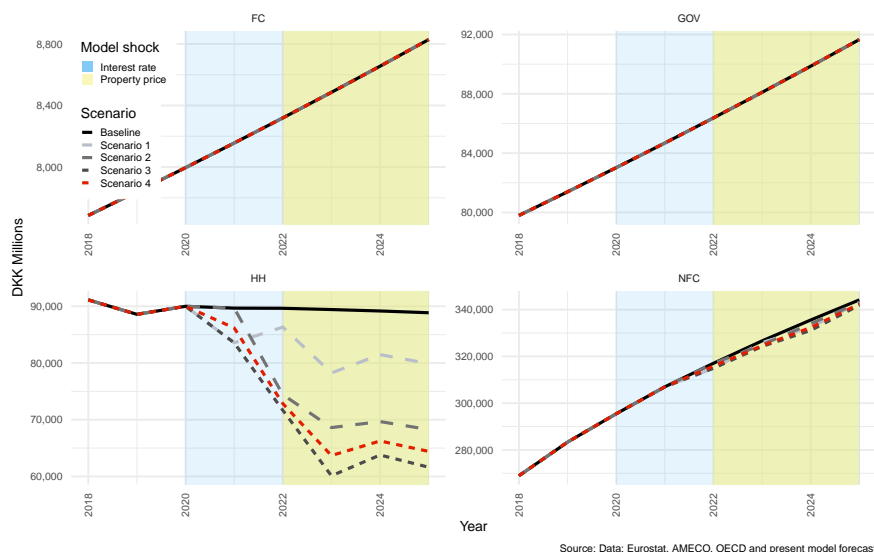 FC
GOV
8,800
8,400
8,000
Model shock
Interest rate
Property price
Scenario
Baseline
Scenario 1
Scenario 2
Scenario 3
Scenario 4
2018
2020
2022
2024
92,000
88,000
84,000
80,000
2018
2020
2022
2024
DKK Millions
HH
NFC
90,000
80,000
70,000
60,000
2018
2020
2022
2024
340,000
320,000
300,000
280,000
2018
2020
2022
2024
Year
Source: Data: Eurostat, AMECO, OECD and present model forecast